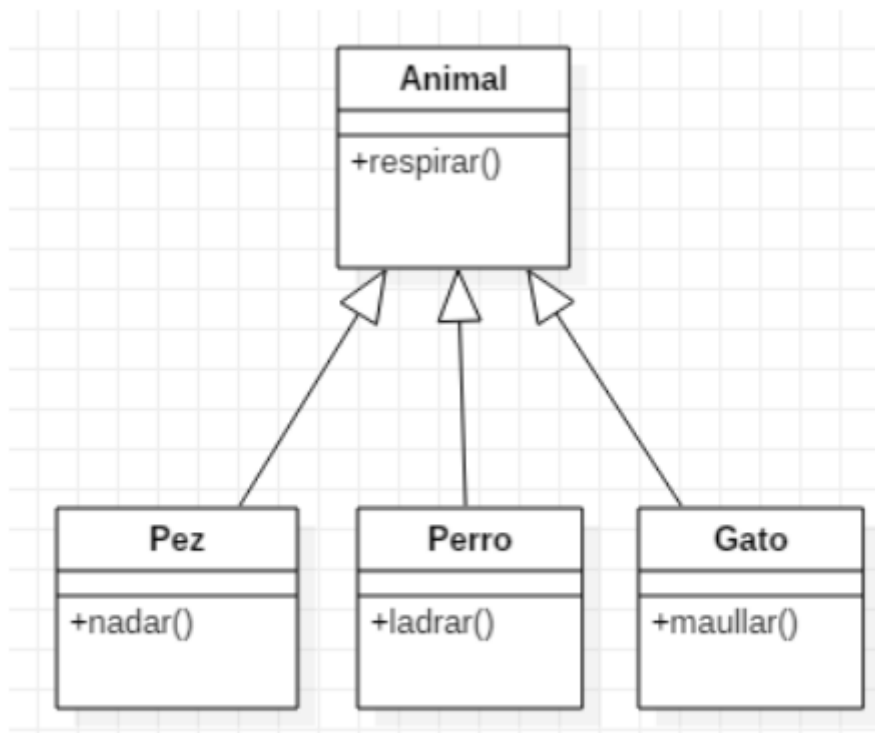 Animal
+respirar()
Pez
+nadar()
Perro
+ladrar()
Gato
+maullar()